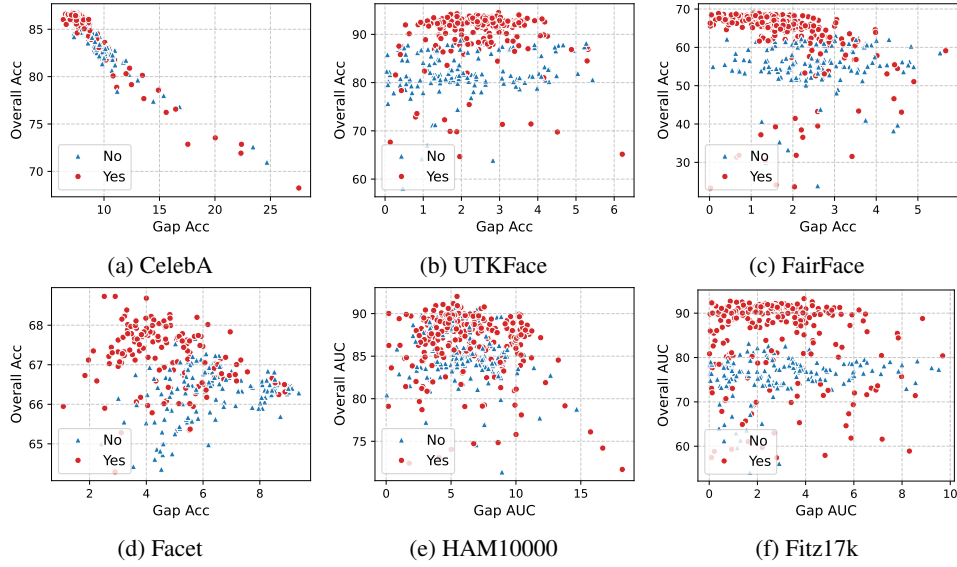 Overall Acc
85
80
75
70
No
Yes
10
15
20
25
Gap Acc
(a) CelebA
Overall Acc
90
80
70
60
No
Yes
0
1
2
3
4
5
6
Gap Acc
(b) UTKFace
Overall Acc
70
60
50
40
30
No
Yes
0
1
2
3
4
5
Gap Acc
(c) FairFace
Overall Acc
68
67
66
65
No
Yes
2
4
6
8
Gap Acc
(d) Facet
Overall AUC
90
85
80
75
No
Yes
0
5
10
15
Gap AUC
(e) HAM10000
Overall AUC
90
80
70
60
No
Yes
0
2
4
6
8
10
Gap AUC
(f) Fitz17k